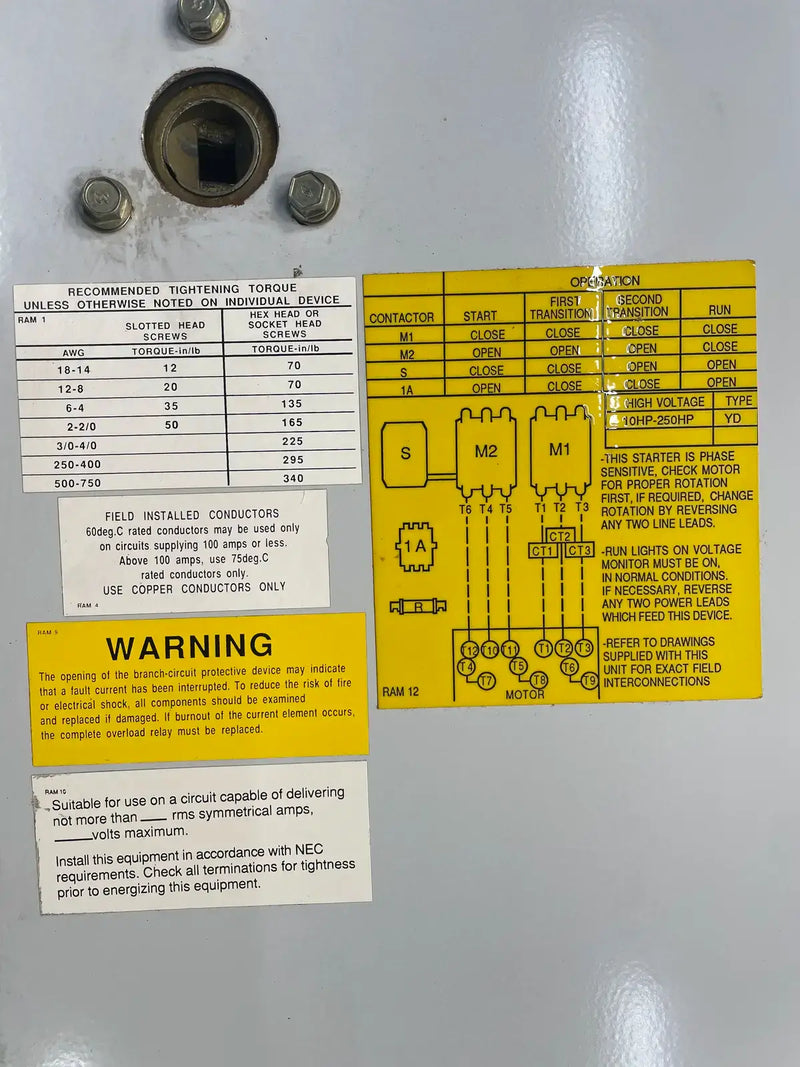 RECOMMENDED TIGHTENING TORQUE
UNLESS OTHERWISE NOTED ON INDIVIDUAL DEVICE
RAM 1
SLOTTED HEAD SCREWS
HEX HEAD OR SOCKET HEAD SCREWS
AWG TORQUE-in/lb TORQUE-in/lb
18-14 12 70
12-8 20 70
6-4 35 135
2-2/0 50 165
3/0-4/0 225
250-400 295
500-750 340
FIELD INSTALLED CONDUCTORS
60deg.C rated conductors may be used only
on circuits supplying 100 amps or less.
Above 100 amps, use 75deg.C
rated conductors only.
USE COPPER CONDUCTORS ONLY
RAM 4
RAM 5
WARNING
The opening of the branch-circuit protective device may indicate
that a fault current has been interrupted. To reduce the risk of fire
or electrical shock, all components should be examined
and replaced if damaged. If burnout of the current element occurs,
the complete overload relay must be replaced.
RAM 10
Suitable for use on a circuit capable of delivering
not more than ____ rms symmetrical amps,
_____volts maximum.
Install this equipment in accordance with NEC
requirements. Check all terminations for tightness
prior to energizing this equipment.
OPERATION
CONTACTOR START FIRST TRANSITION SECOND TRANSITION RUN
M1 CLOSE CLOSE CLOSE CLOSE
M2 OPEN OPEN OPEN CLOSE
S CLOSE CLOSE OPEN OPEN
1A OPEN CLOSE CLOSE OPEN
HIGH VOLTAGE TYPE
10HP-250HP YD
S M2 M1
T6 T4 T5 T1 T2 T3
1A
CT2
CT1 CT3
R
T12 T10 T11 T1 T2 T3
T4 T5 T6
T7 T8 T9
MOTOR
RAM 12
-THIS STARTER IS PHASE
SENSITIVE, CHECK MOTOR
FOR PROPER ROTATION
FIRST, IF REQUIRED, CHANGE
ROTATION BY REVERSING
ANY TWO LINE LEADS.
-RUN LIGHTS ON VOLTAGE
MONITOR MUST BE ON,
IN NORMAL CONDITIONS.
IF NECESSARY, REVERSE
ANY TWO POWER LEADS
WHICH FEED THIS DEVICE.
-REFER TO DRAWINGS
SUPPLIED WITH THIS
UNIT FOR EXACT FIELD
INTERCONNECTIONS